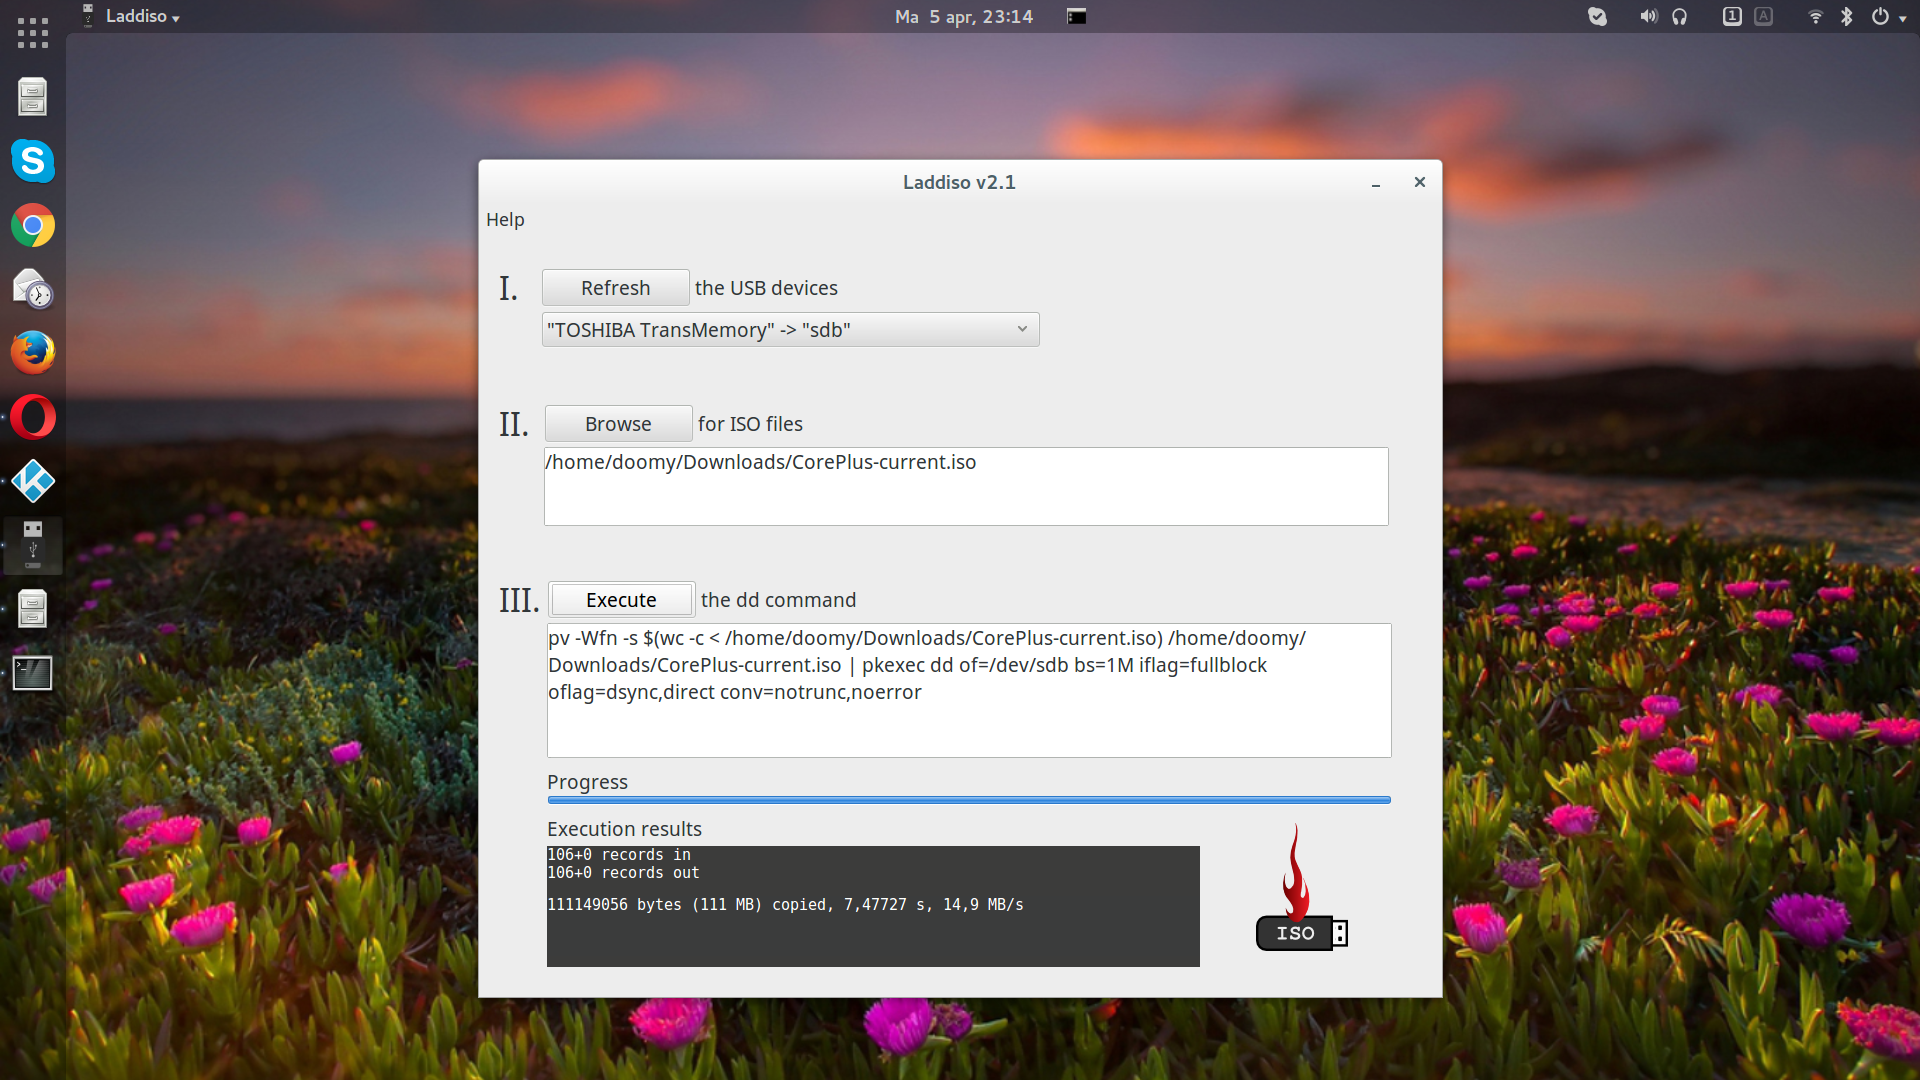 Laddiso
Ma 5 apr, 23:14
1
A
S
Laddiso v2.1
Help
I.
Refresh
the USB devices
"TOSHIBA TransMemory" -> "sdb"
II.
Browse
for ISO files
/home/doomy/Downloads/CorePlus-current.iso
III.
Execute
the dd command
pv -Wfn -s $(wc -c < /home/doomy/Downloads/CorePlus-current.iso) /home/doomy/
Downloads/CorePlus-current.iso | pkexec dd of=/dev/sdb bs=1M iflag=fullblock
oflag=dsync,direct conv=notrunc,noerror
Progress
Execution results
106+0 records in
106+0 records out
111149056 bytes (111 MB) copied, 7,47727 s, 14,9 MB/s
ISO